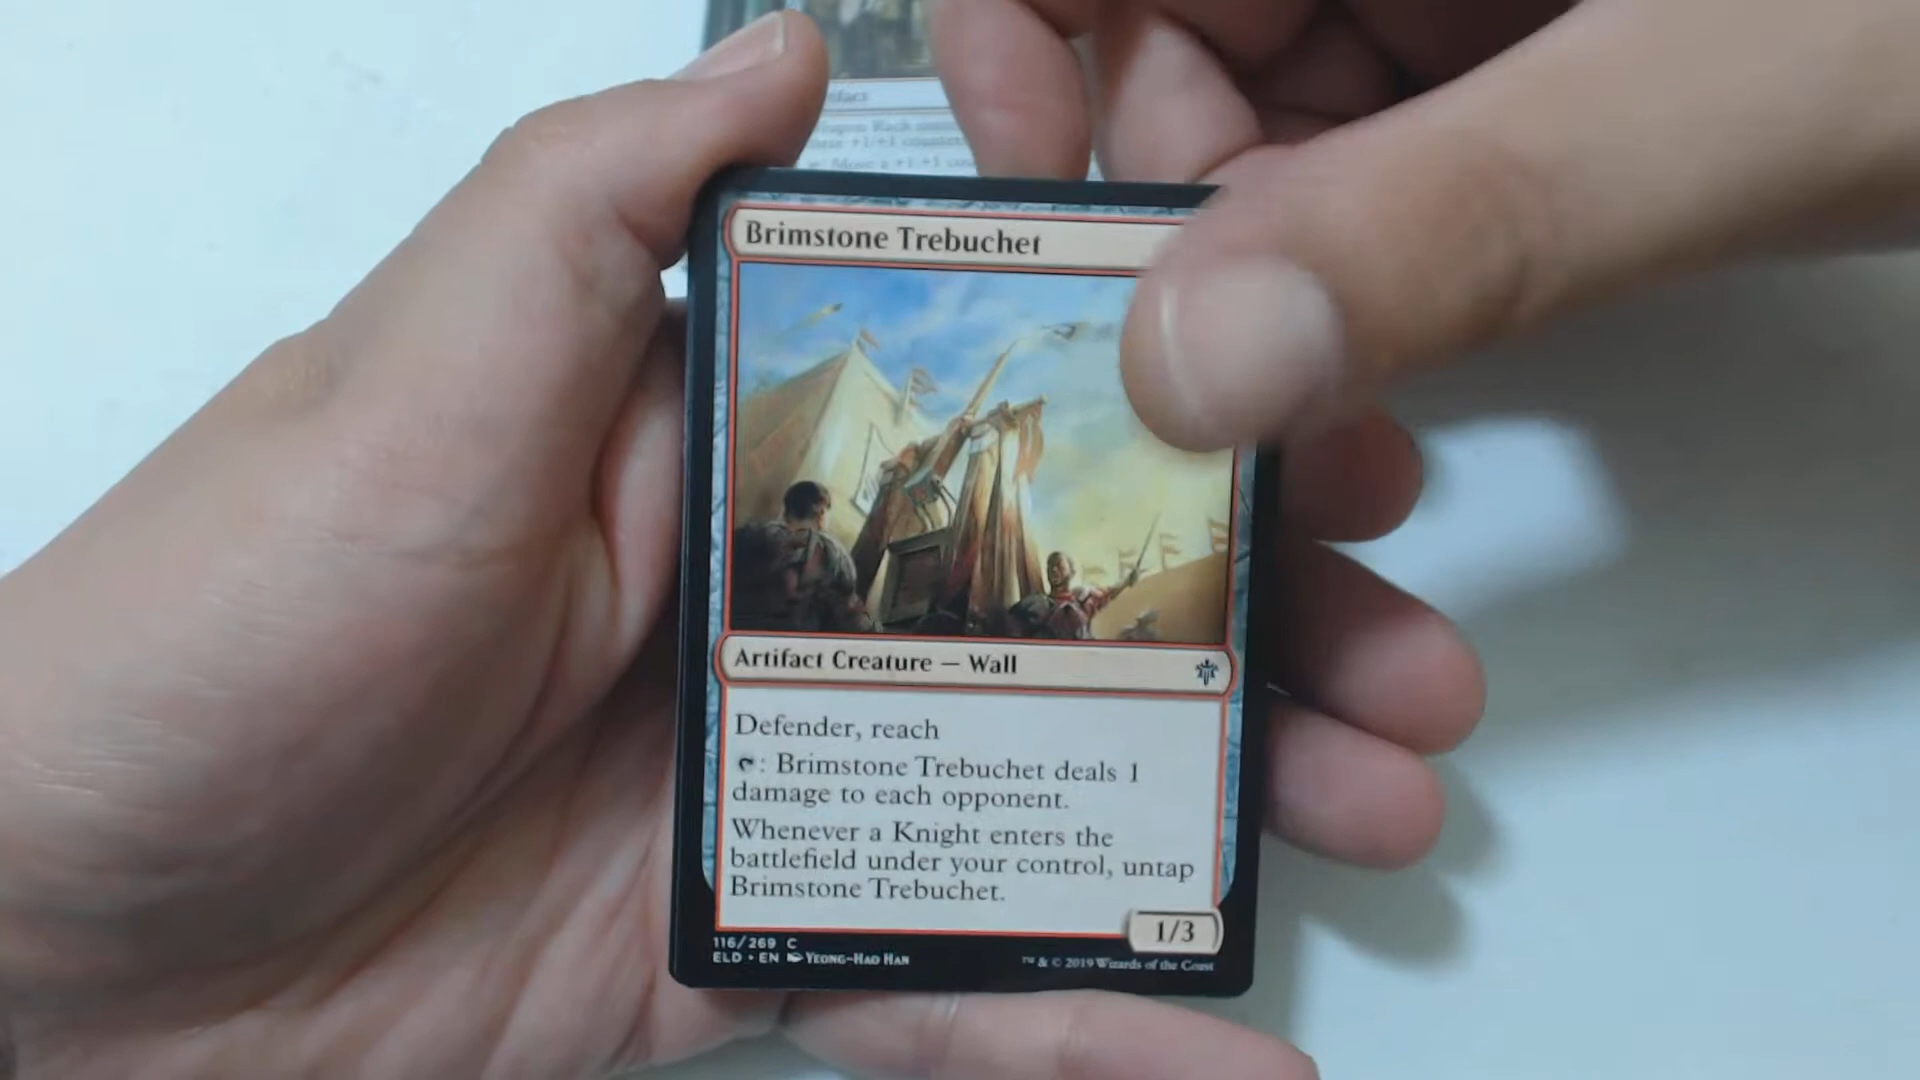 Brimstone Trebuchet
Artifact Creature — Wall
Defender, reach
: Brimstone Trebuchet deals 1
damage to each opponent.
Whenever a Knight enters the
battlefield under your control, untap
Brimstone Trebuchet.
1/3
116/269 C
ELD • EN Yeong-Hao Han
™ & © 2019 Wizards of the Coast